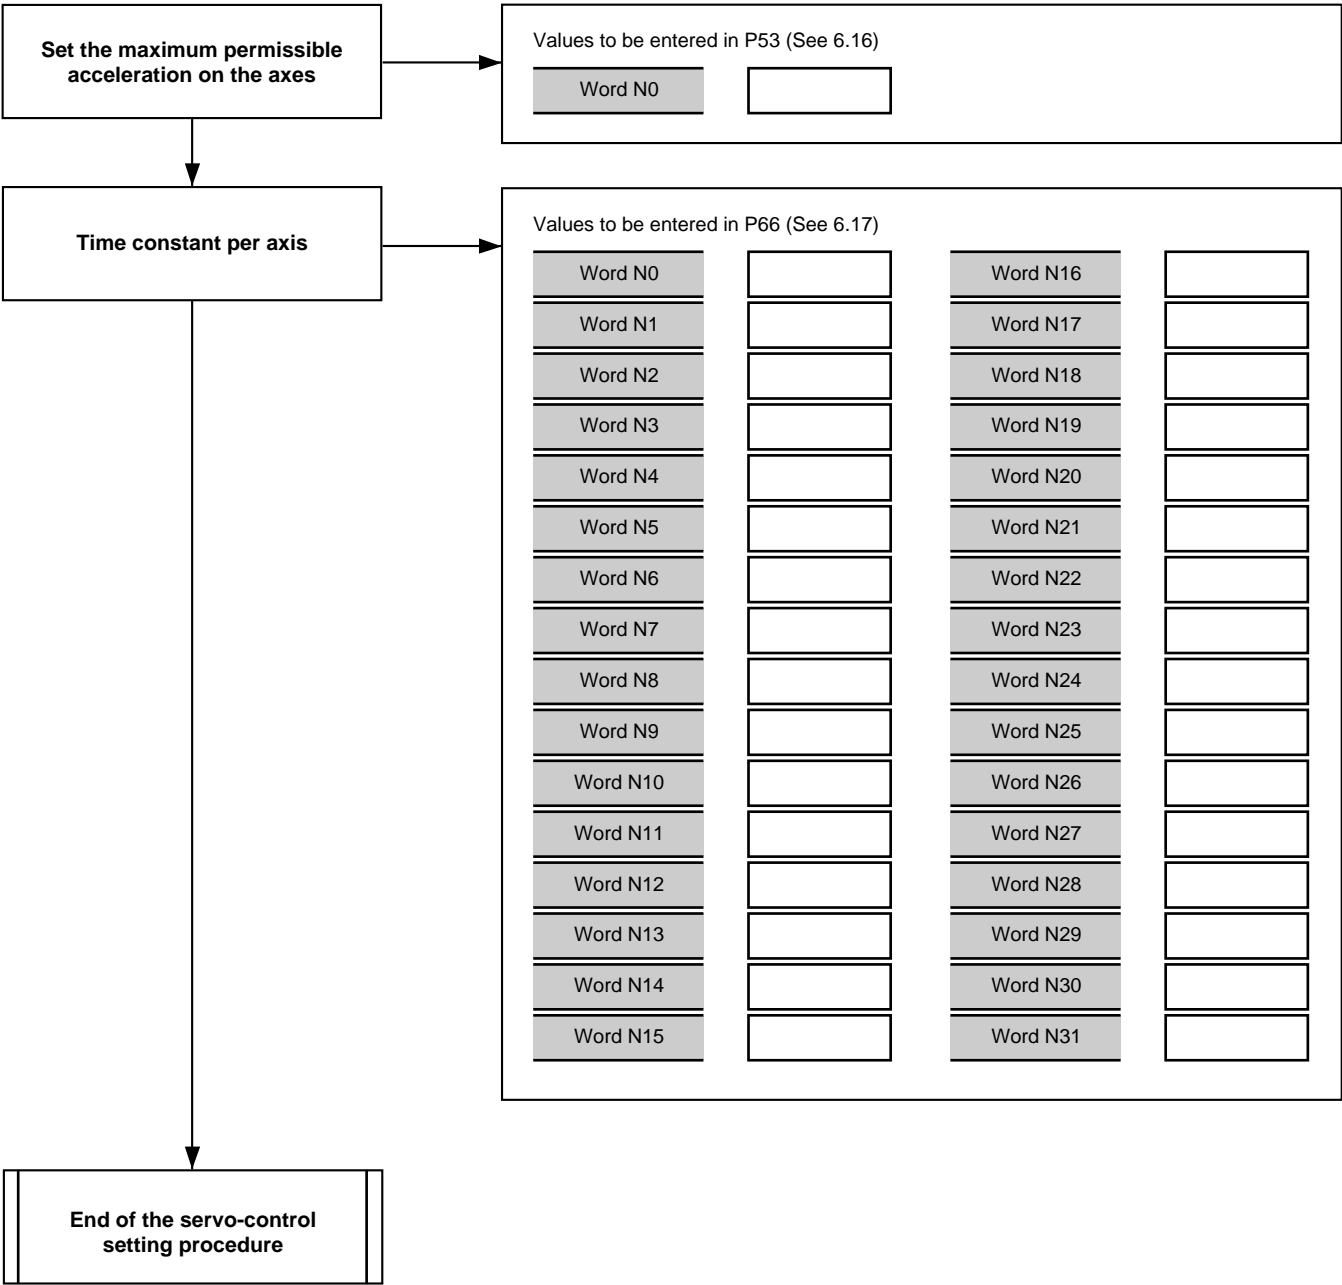 Set the maximum permissible
acceleration on the axes
Values to be entered in P53 (See 6.16)
Word N0
Time constant per axis
Values to be entered in P66 (See 6.17)
Word N0
Word N16
Word N1
Word N17
Word N2
Word N18
Word N3
Word N19
Word N4
Word N20
Word N5
Word N21
Word N6
Word N22
Word N7
Word N23
Word N8
Word N24
Word N9
Word N25
Word N10
Word N26
Word N11
Word N27
Word N12
Word N28
Word N13
Word N29
Word N14
Word N30
Word N15
Word N31
End of the servo-control
setting procedure